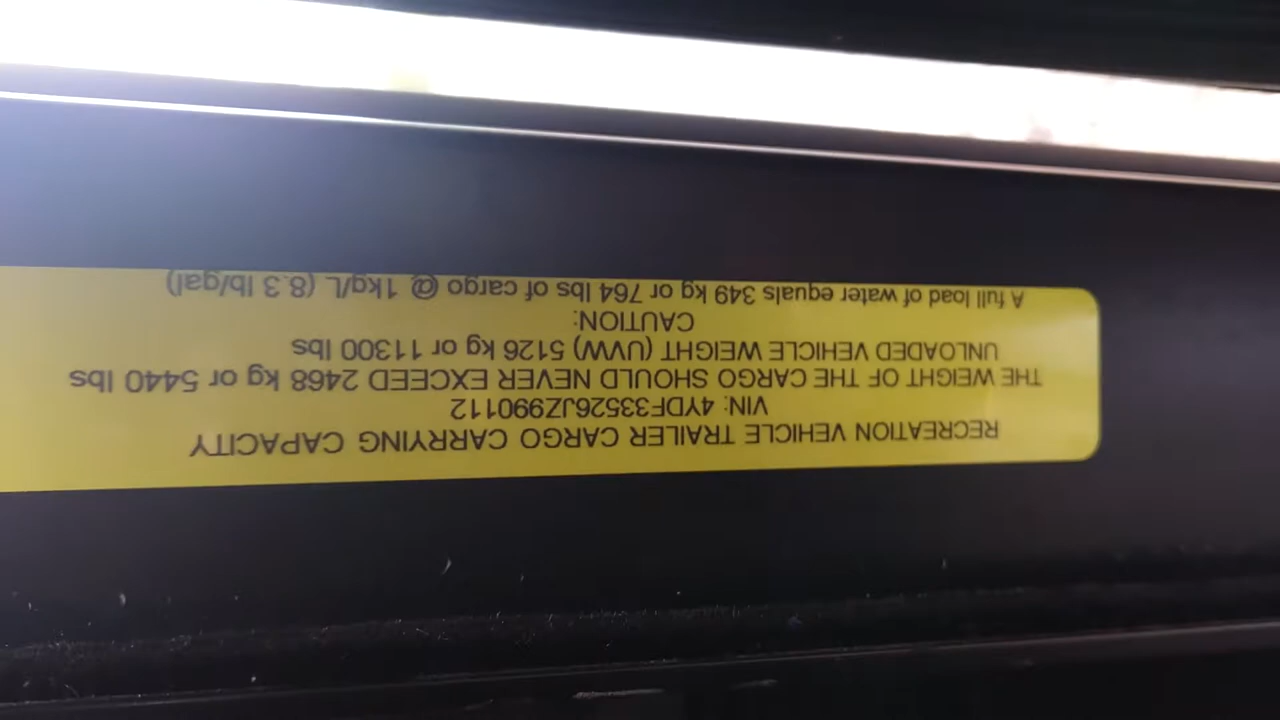 RECREATION VEHICLE TRAILER CARGO CARRYING CAPACITY
VIN: 4YDF33526JZ990112
THE WEIGHT OF THE CARGO SHOULD NEVER EXCEED 2468 kg or 5440 lbs
UNLOADED VEHICLE WEIGHT (UVW) 5126 kg or 11300 lbs
CAUTION:
A full load of water equals 349 kg or 764 lbs of cargo @ 1kg/L (8.3 lb/gal)